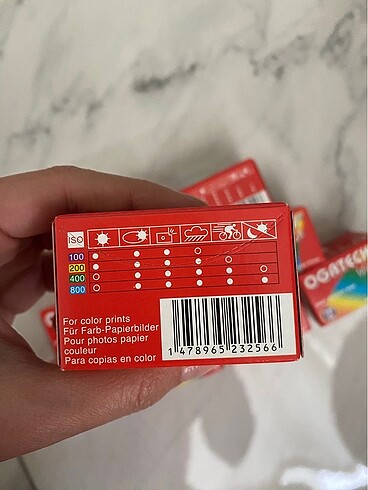 ISO
100
200
400
800
For color prints
Für Farb-Papierbilder
Pour photos papier
couleur
Para copias en color
1 478965 232566
OGATECH